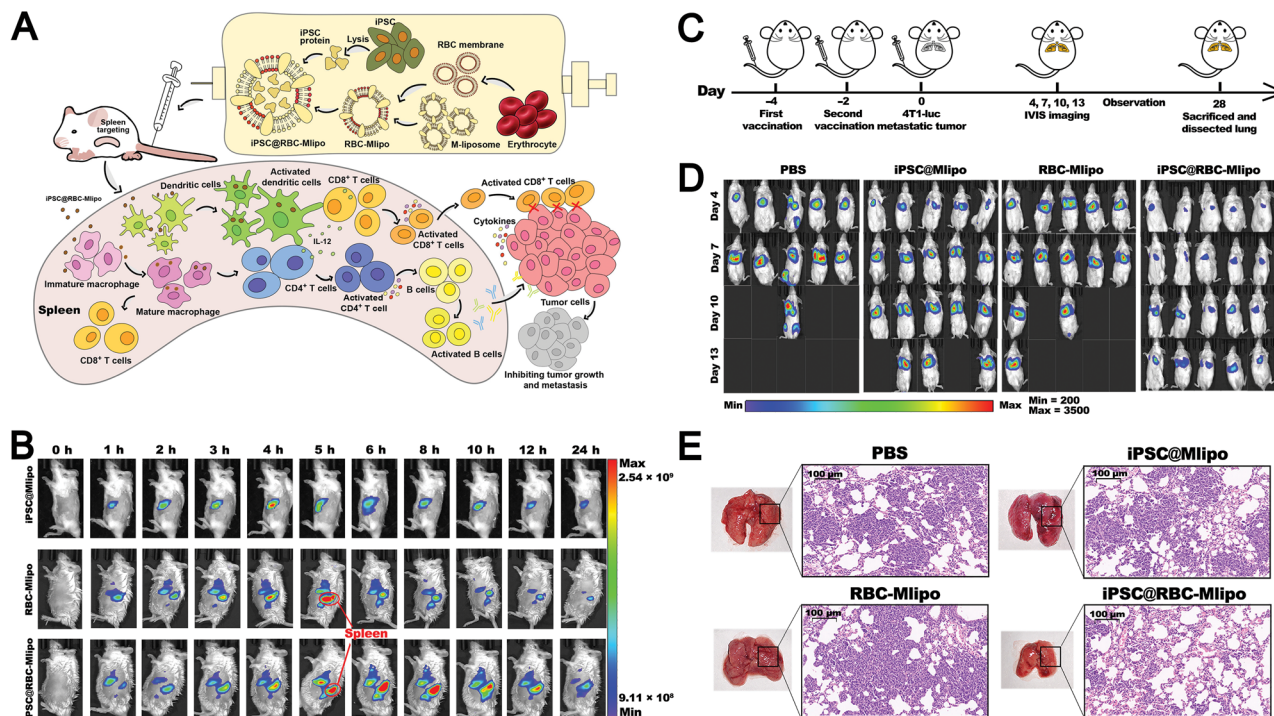 A
iPSC
iPSC
protein
Lysis
RBC membrane
iPSC@RBC-Mlipo
RBC-Mlipo
M-liposome
Erythrocyte
Spleen
targeting
iPSC@RBC-Mlipo
Dendritic cells
Activated
dendritic cells
CD8⁺ T cells
Activated CD8⁺ T cells
Cytokines
IL-12
Activated
CD8⁺ T cells
Immature macrophage
CD4⁺ T cells
Activated
CD4⁺ T cell
B cells
Tumor cells
Spleen
Mature macrophage
CD8⁺ T cells
Activated B cells
Inhibiting tumor growth
and metastasis
B
0 h 1 h 2 h 3 h 4 h 5 h 6 h 8 h 10 h 12 h 24 h
iPSC@Mlipo
RBC-Mlipo
PSC@RBC-Mlipo
Spleen
Max
2.54 × 10⁹
9.11 × 10⁸
Min
C
Day
-4 -2 0 4, 7, 10, 13 Observation 28
First
vaccination
Second
vaccination
4T1-luc
metastatic tumor
IVIS imaging
Sacrificed and
dissected lung
D
PBS iPSC@Mlipo RBC-Mlipo iPSC@RBC-Mlipo
Day 4
Day 7
Day 10
Day 13
Min Max Min = 200
Max = 3500
E
PBS iPSC@Mlipo
100 μm 100 μm
RBC-Mlipo iPSC@RBC-Mlipo
100 μm 100 μm